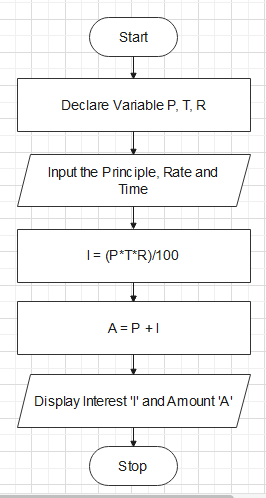 Start
Declare Variable P, T, R
Input the Principle, Rate and
Time
I = (P*T*R)/100
A = P + I
Display Interest 'I' and Amount 'A'
Stop